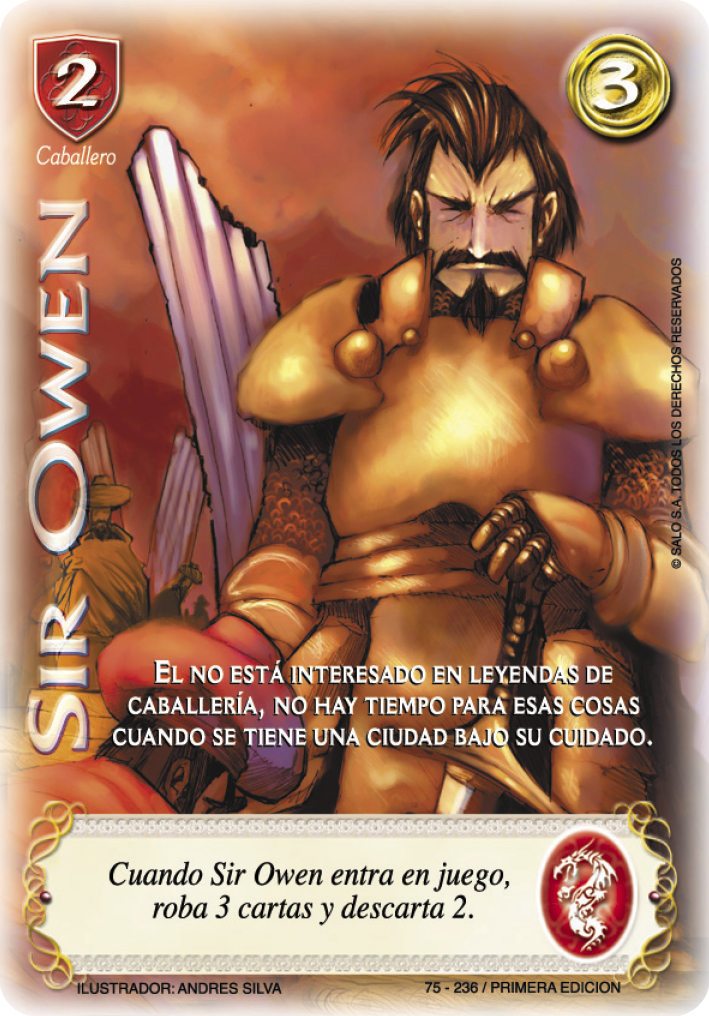 2
3
Caballero
SIR OWEN
© SALO S.A. TODOS LOS DERECHOS RESERVADOS
EL NO ESTÁ INTERESADO EN LEYENDAS DE
CABALLERÍA, NO HAY TIEMPO PARA ESAS COSAS
CUANDO SE TIENE UNA CIUDAD BAJO SU CUIDADO.
Cuando Sir Owen entra en juego,
roba 3 cartas y descarta 2.
ILUSTRADOR: ANDRES SILVA
75 - 236 / PRIMERA EDICION